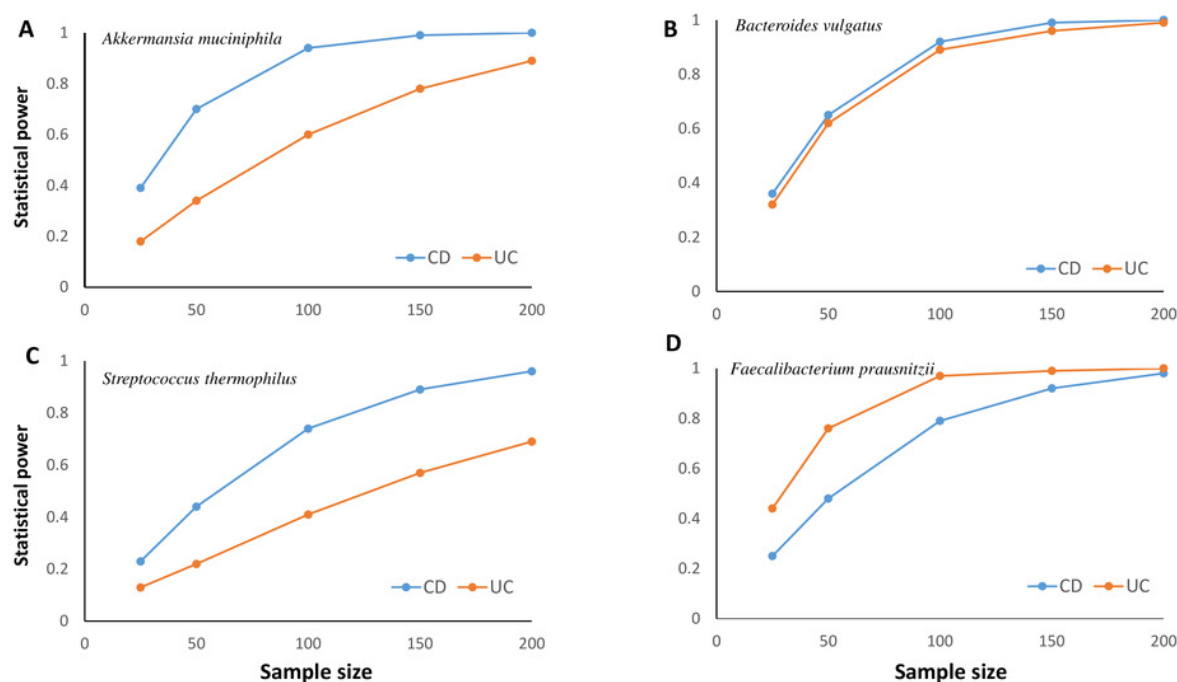 A
Akkermansia muciniphila
Statistical power
1
0.8
0.6
0.4
0.2
0
0 50 100 150 200
CD UC
B
Bacteroides vulgatus
1
0.8
0.6
0.4
0.2
0
0 50 100 150 200
CD UC
C
Streptococcus thermophilus
Statistical power
1
0.8
0.6
0.4
0.2
0
0 50 100 150 200
CD UC
Sample size
D
Faecalibacterium prausnitzii
1
0.8
0.6
0.4
0.2
0
0 50 100 150 200
CD UC
Sample size